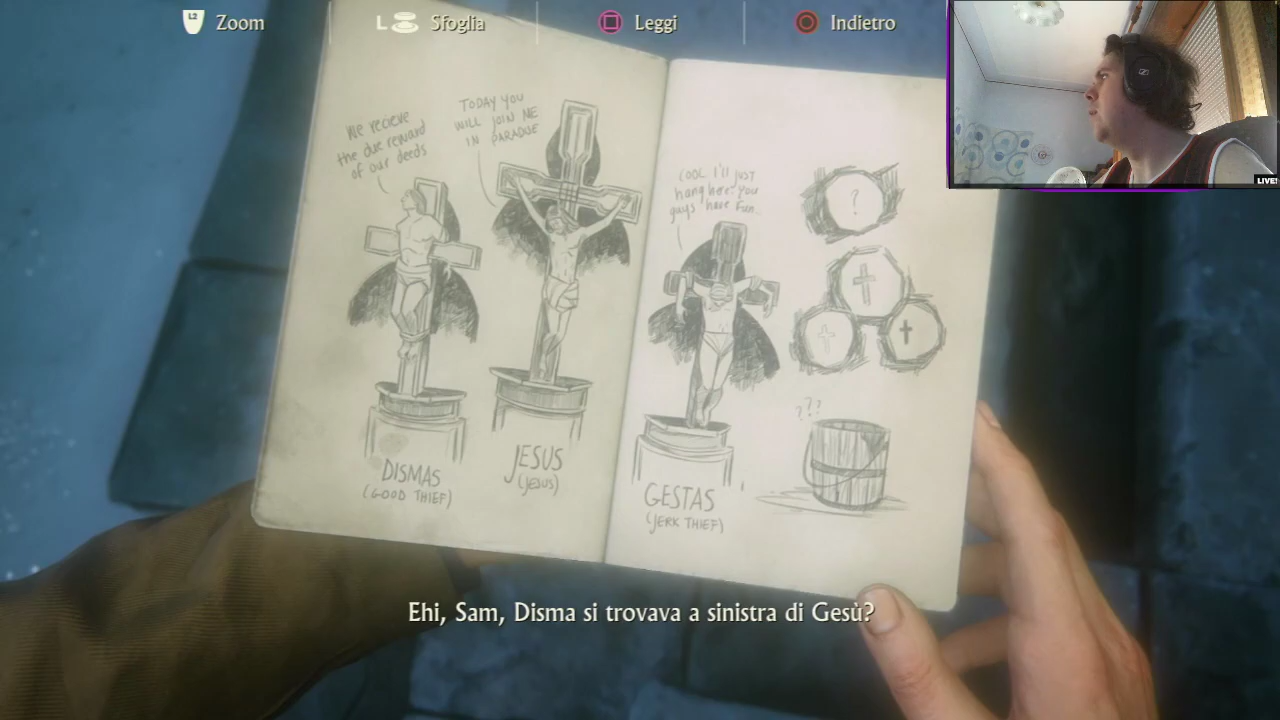 L2 Zoom
L Sfoglia
Leggi
Indietro
LIVE!
We recieve
the due reward
of our deeds
TODAY YOU
WILL JOIN ME
IN PARADISE
COOL I'LL JUST
hang here. You
guys have fun..
?
???
DISMAS
(GOOD THIEF)
JESUS
(JESUS)
GESTAS
(JERK THIEF)
Ehi, Sam, Disma si trovava a sinistra di Gesù?